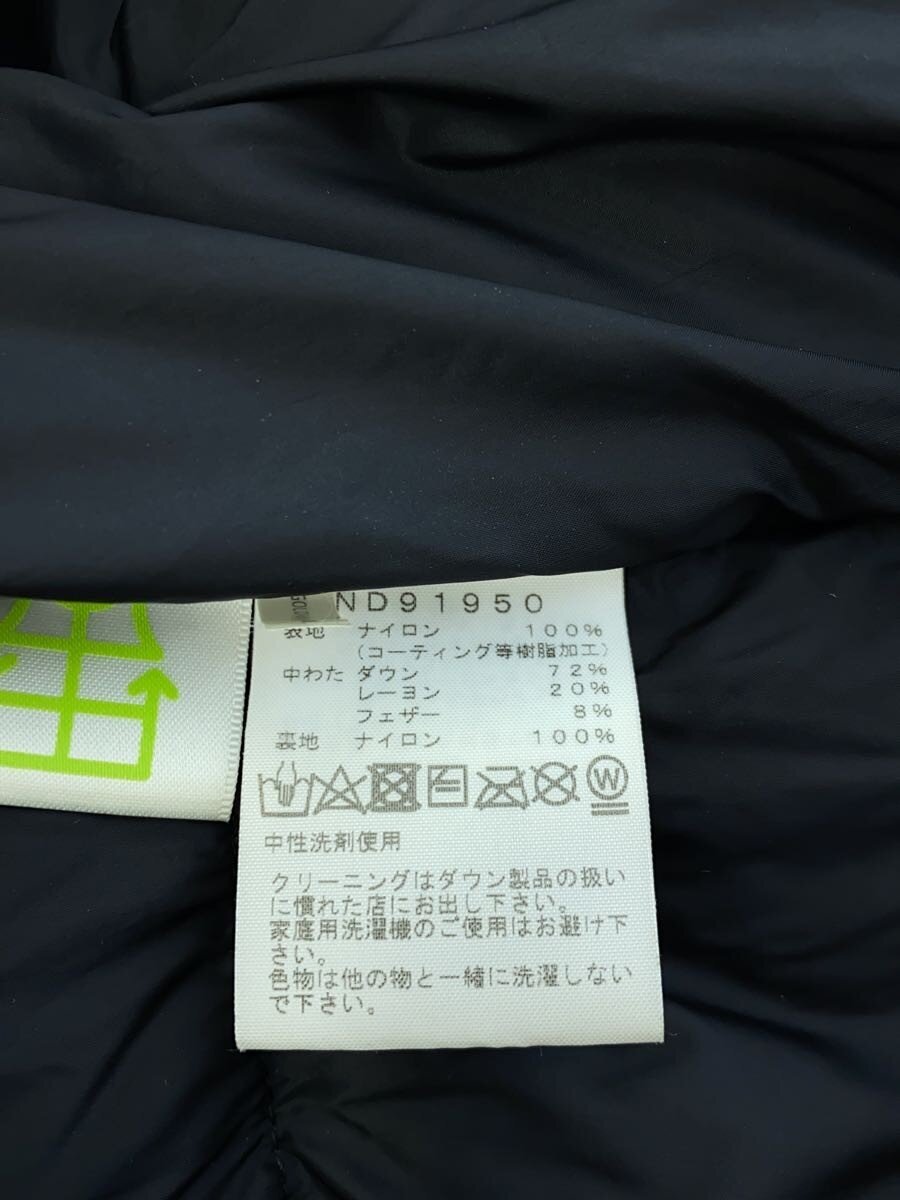 ND91950
表地 ナイロン 100%
(コーティング等樹脂加工)
中わた ダウン 72%
レーヨン 20%
フェザー 8%
裏地 ナイロン 100%
W
中性洗剤使用
クリーニングはダウン製品の扱い
に慣れた店にお出し下さい。
家庭用洗濯機のご使用はお避け下
さい。
色物は他の物と一緒に洗濯しない
で下さい。